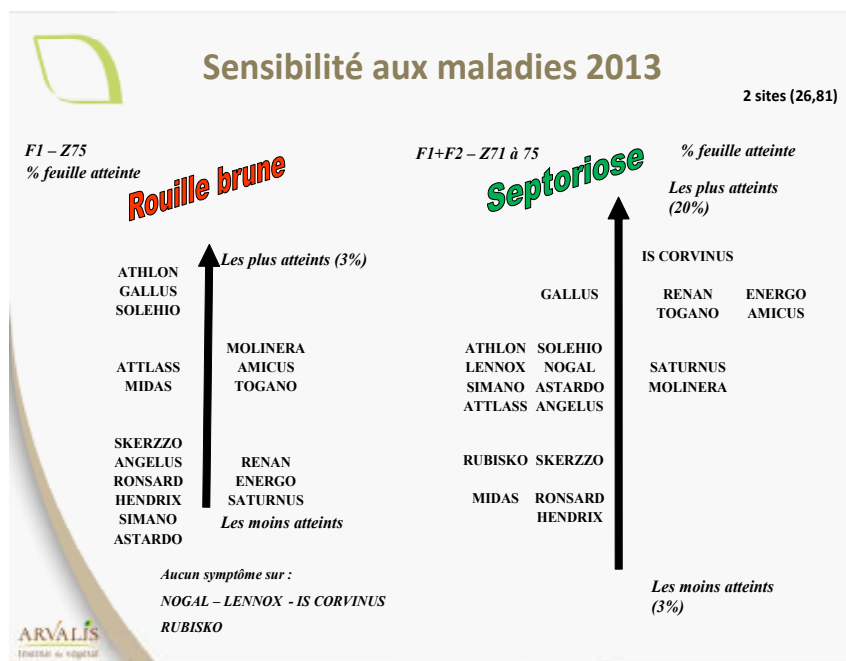 Sensibilité aux maladies 2013
2 sites (26,81)
F1 – Z75
% feuille atteinte
Rouille brune
Les plus atteints (3%)
ATHLON
GALLUS
SOLEHIO
MOLINERA
ATTLASS AMICUS
MIDAS TOGANO
SKERZZO
ANGELUS RENAN
RONSARD ENERGO
HENDRIX SATURNUS
SIMANO
ASTARDO
Les moins atteints
Aucun symptôme sur :
NOGAL – LENNOX - IS CORVINUS
RUBISKO
F1+F2 – Z71 à 75
% feuille atteinte
Septoriose
Les plus atteints
(20%)
IS CORVINUS
GALLUS RENAN ENERGO
TOGANO AMICUS
ATHLON SOLEHIO
LENNOX NOGAL SATURNUS
SIMANO ASTARDO MOLINERA
ATTLASS ANGELUS
RUBISKO SKERZZO
MIDAS RONSARD
HENDRIX
Les moins atteints
(3%)
ARVALIS
Institut du végétal